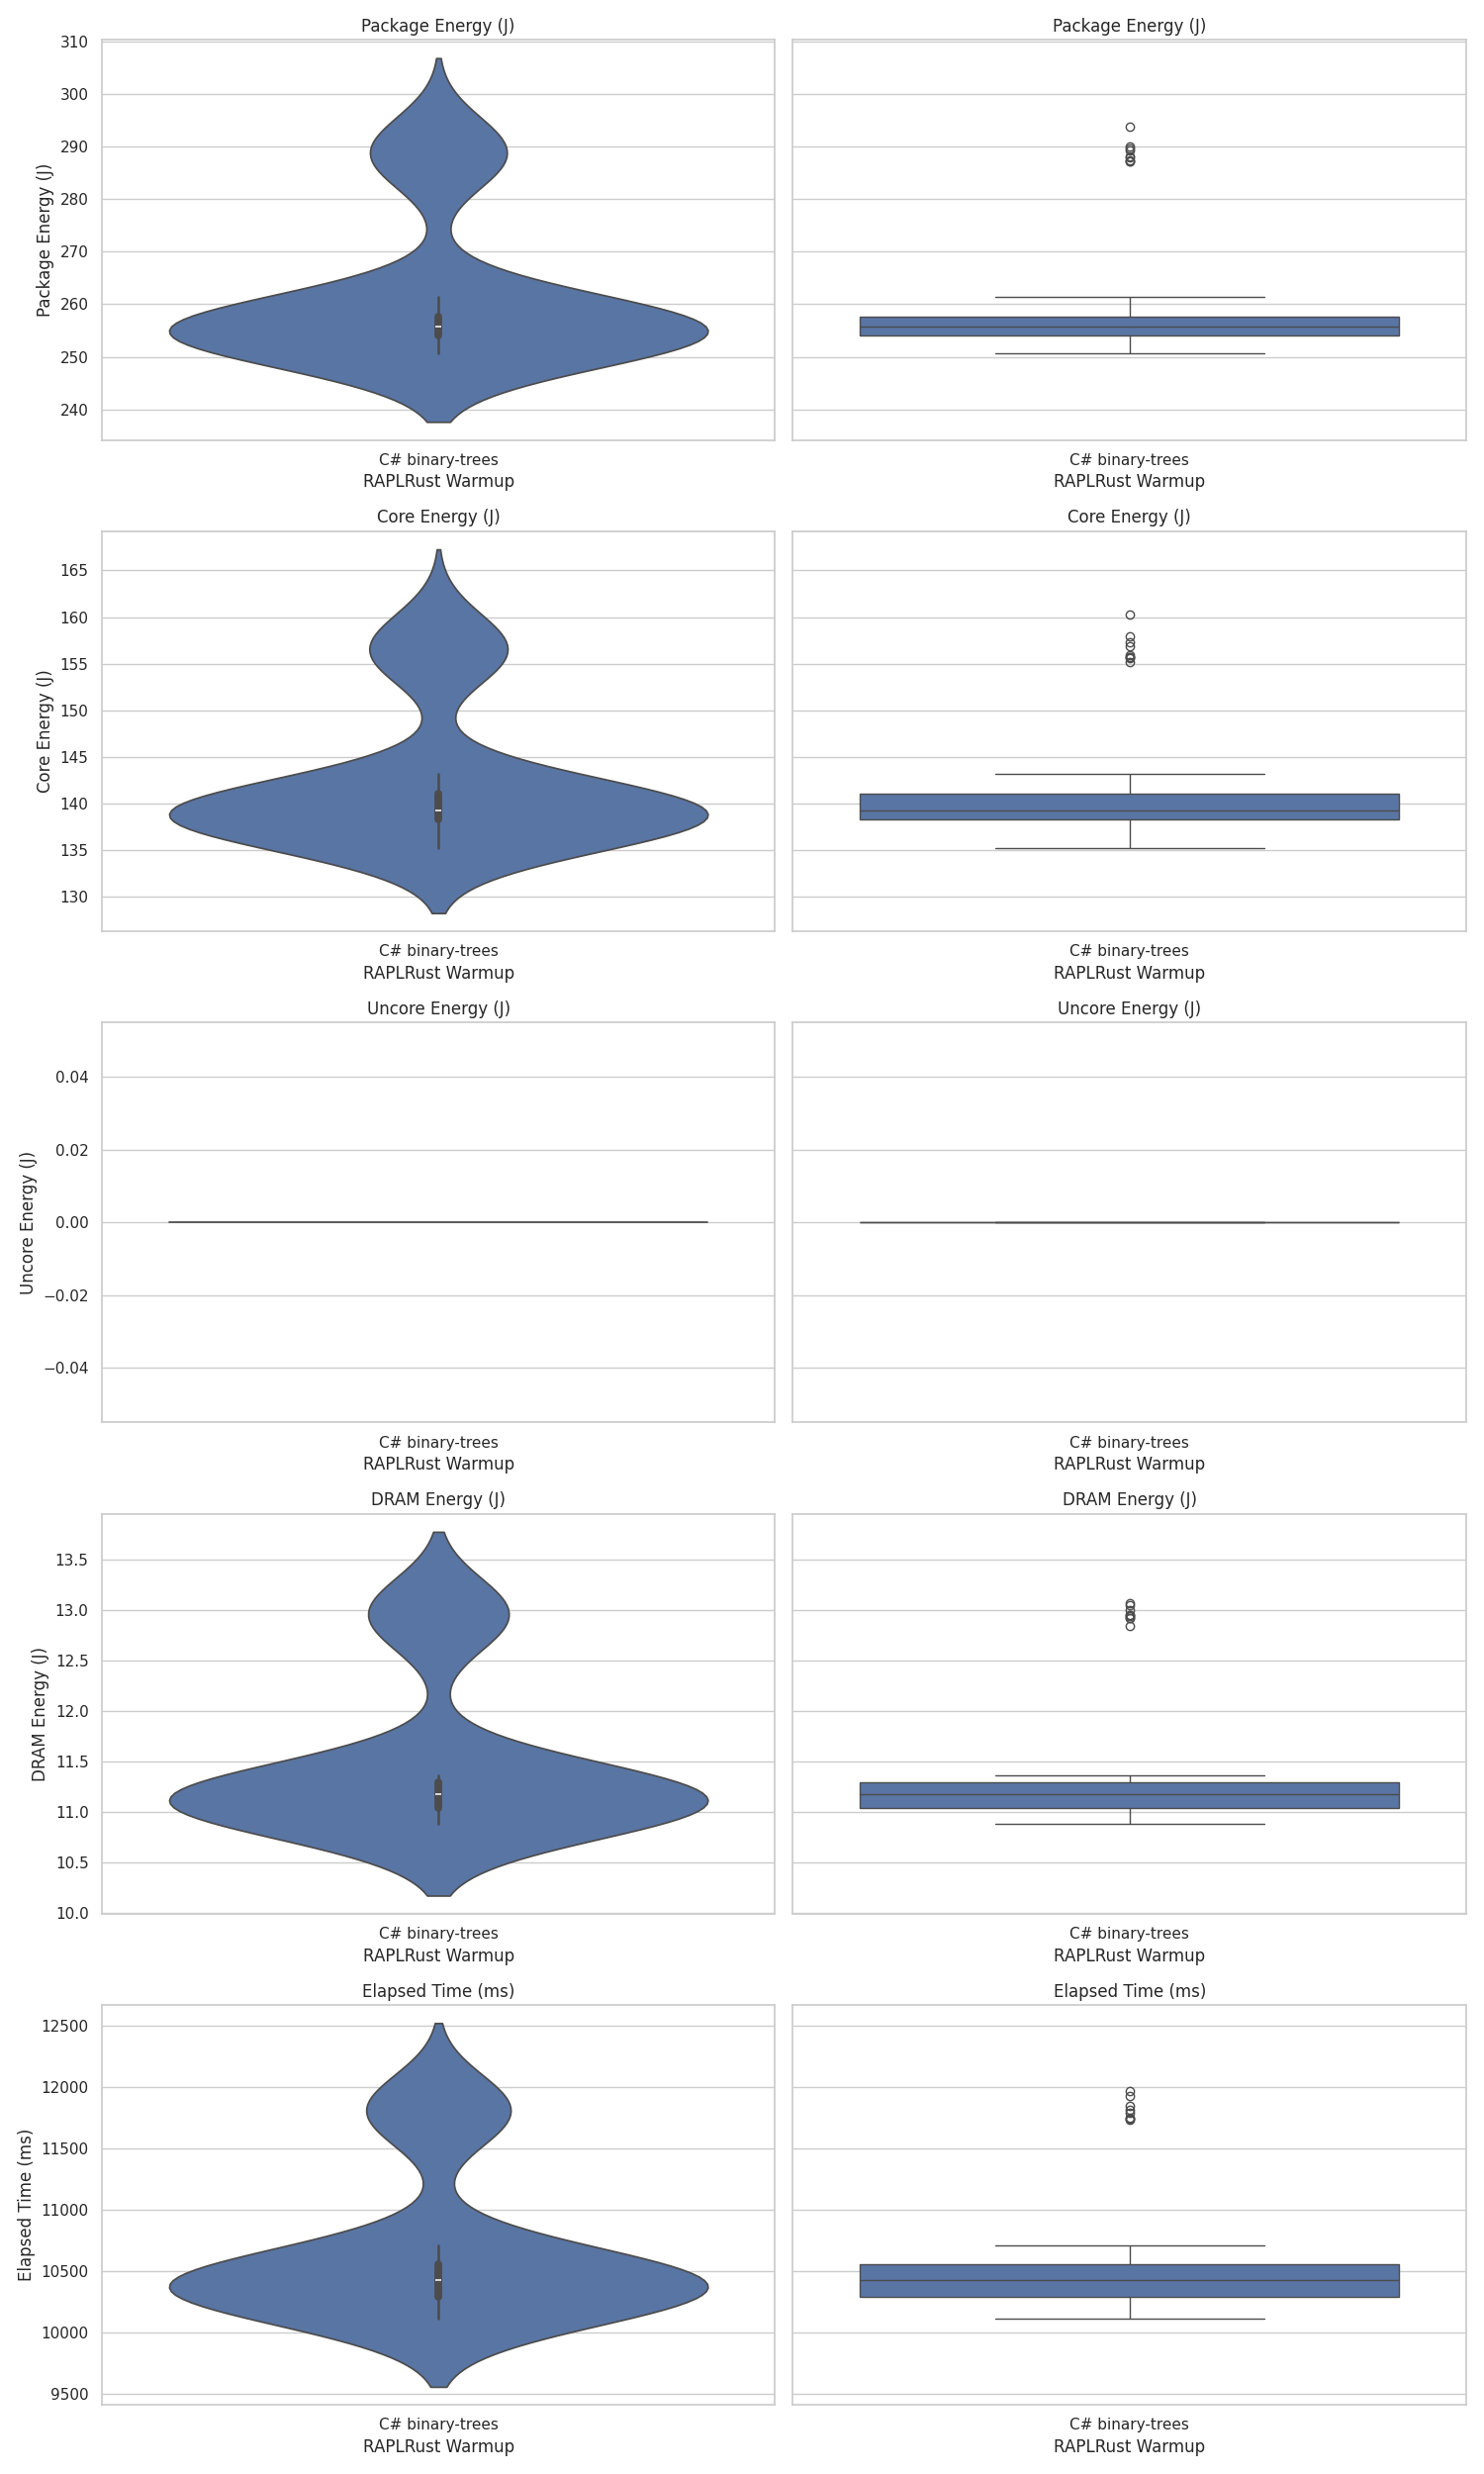 Package Energy (J)
Package Energy (J)
310
300
290
280
270
260
250
240
Package Energy (J)
C# binary-trees
RAPLRust Warmup
C# binary-trees
RAPLRust Warmup
Core Energy (J)
Core Energy (J)
165
160
155
150
145
140
135
130
Core Energy (J)
C# binary-trees
RAPLRust Warmup
C# binary-trees
RAPLRust Warmup
Uncore Energy (J)
Uncore Energy (J)
0.04
0.02
0.00
−0.02
−0.04
Uncore Energy (J)
C# binary-trees
RAPLRust Warmup
C# binary-trees
RAPLRust Warmup
DRAM Energy (J)
DRAM Energy (J)
13.5
13.0
12.5
12.0
11.5
11.0
10.5
10.0
DRAM Energy (J)
C# binary-trees
RAPLRust Warmup
C# binary-trees
RAPLRust Warmup
Elapsed Time (ms)
Elapsed Time (ms)
12500
12000
11500
11000
10500
10000
9500
Elapsed Time (ms)
C# binary-trees
RAPLRust Warmup
C# binary-trees
RAPLRust Warmup